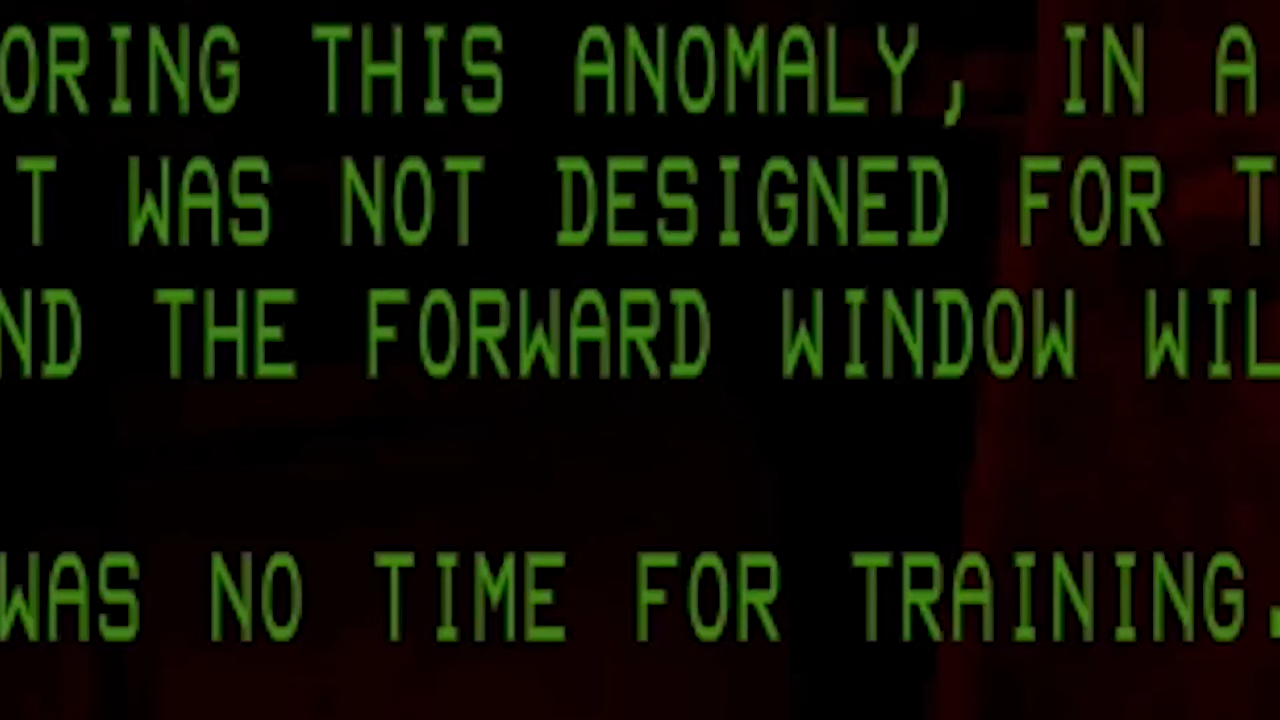 ORING THIS ANOMALY, IN A
T WAS NOT DESIGNED FOR T
ND THE FORWARD WINDOW WIL
WAS NO TIME FOR TRAINING.